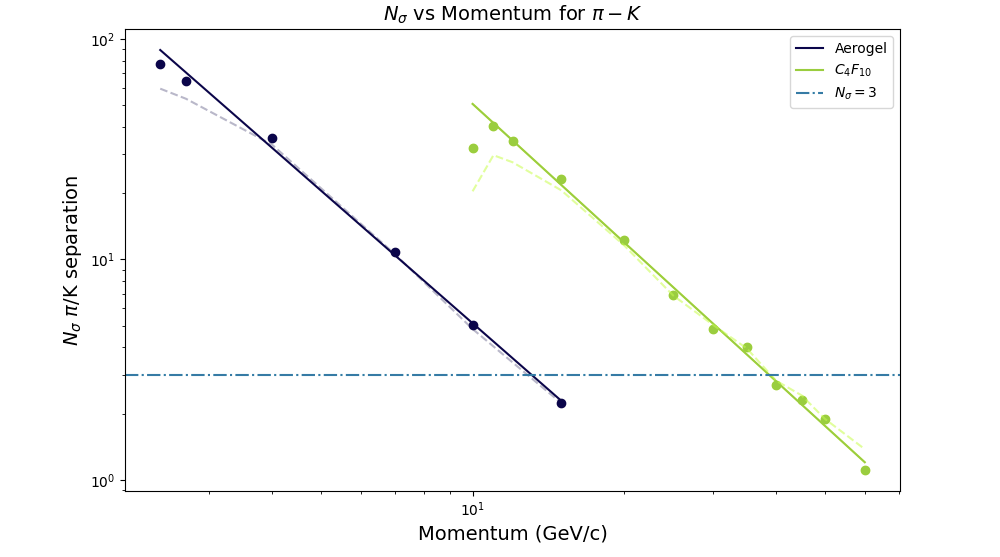 $N_\sigma$ vs Momentum for $\pi - K$
Aerogel
$C_4F_{10}$
$N_\sigma = 3$
$N_\sigma$ $\pi$/K separation
$10^2$
$10^1$
$10^0$
$10^1$
Momentum (GeV/c)